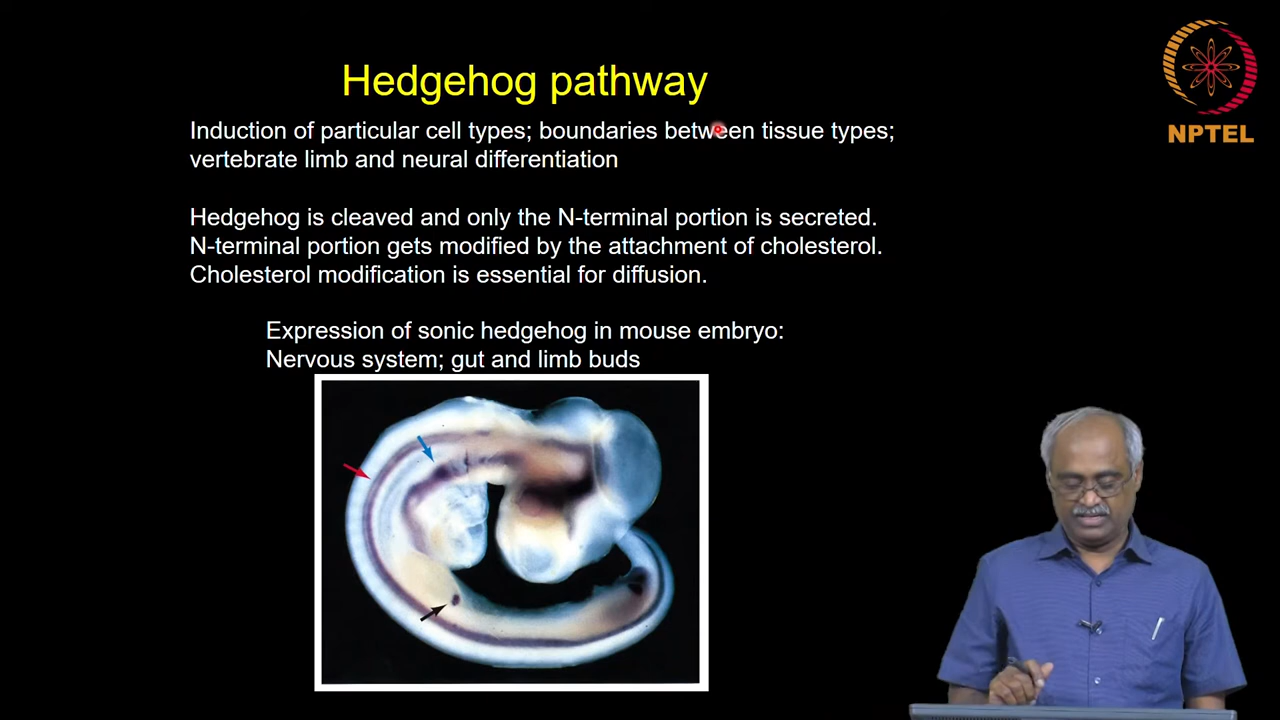 Hedgehog pathway
Induction of particular cell types; boundaries between tissue types;
vertebrate limb and neural differentiation
Hedgehog is cleaved and only the N-terminal portion is secreted.
N-terminal portion gets modified by the attachment of cholesterol.
Cholesterol modification is essential for diffusion.
Expression of sonic hedgehog in mouse embryo:
Nervous system; gut and limb buds
NPTEL